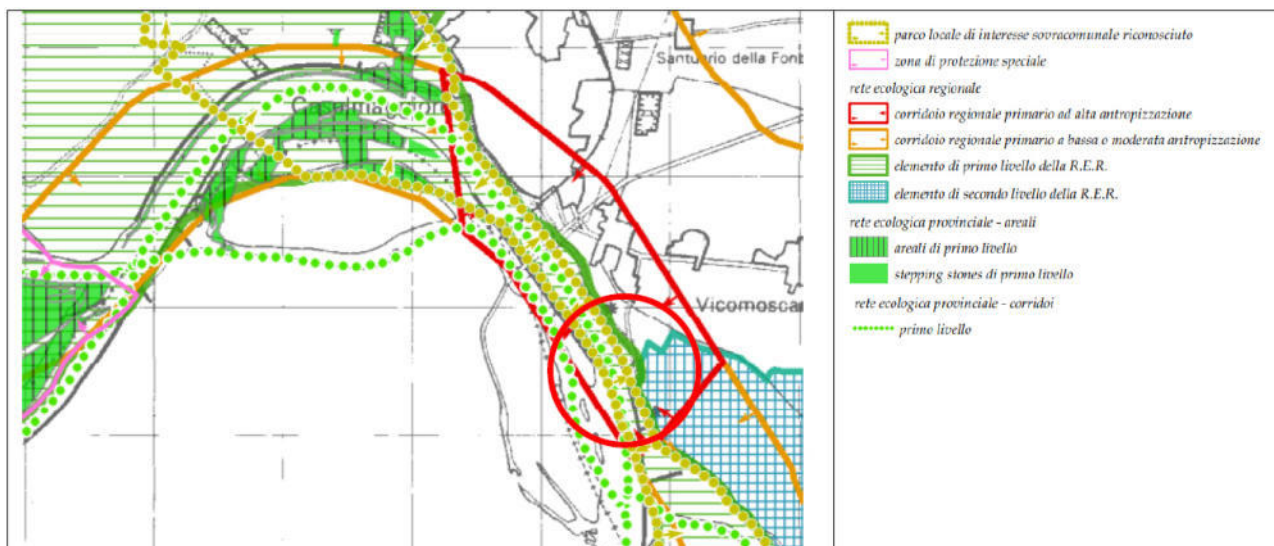 Santuario della Font
Casalmaggiore
Vicomoscan
parco locale di interesse sovracomunale riconosciuto
zona di protezione speciale
rete ecologica regionale
corridoio regionale primario ad alta antropizzazione
corridoio regionale primario a bassa o moderata antropizzazione
elemento di primo livello della R.E.R.
elemento di secondo livello della R.E.R.
rete ecologica provinciale - areali
areali di primo livello
stepping stones di primo livello
rete ecologica provinciale - corridoi
primo livello